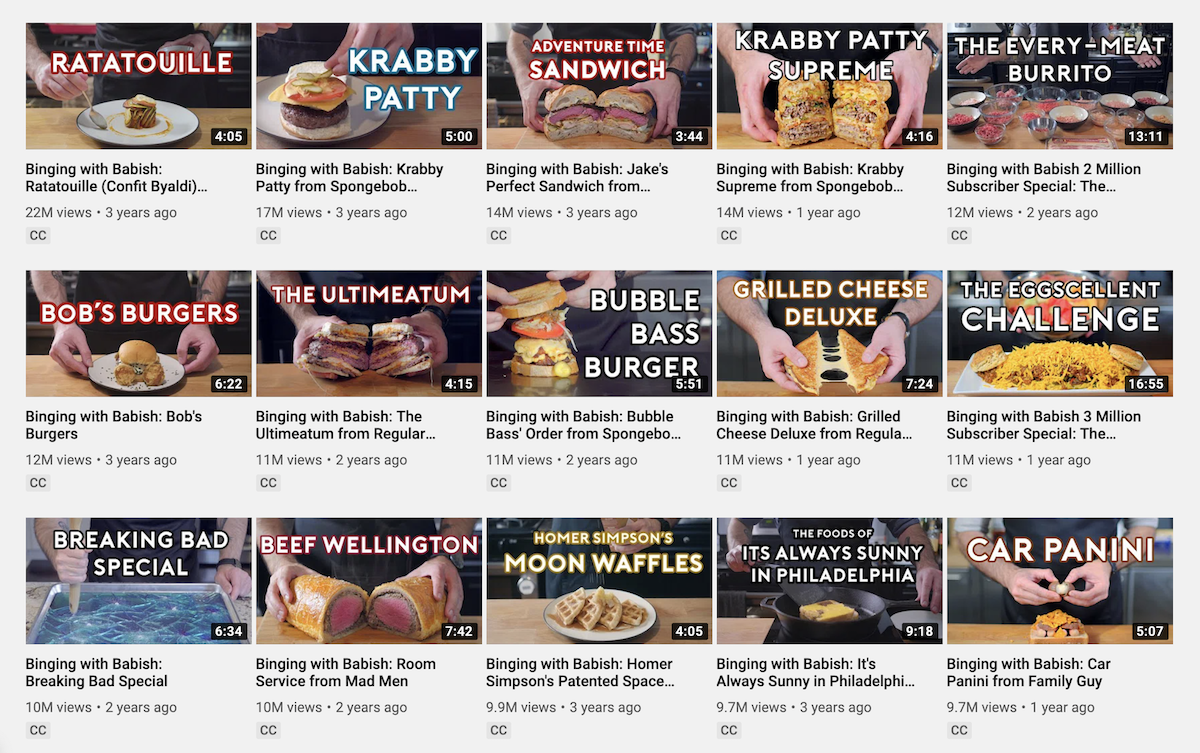 RATATOUILLE
4:05
Binging with Babish:
Ratatouille (Confit Byaldi)...
22M views • 3 years ago
CC
KRABBY
PATTY
5:00
Binging with Babish: Krabby
Patty from Spongebob...
17M views • 3 years ago
CC
ADVENTURE TIME
SANDWICH
3:44
Binging with Babish: Jake's
Perfect Sandwich from...
14M views • 3 years ago
CC
KRABBY PATTY
SUPREME
4:16
Binging with Babish: Krabby
Supreme from Spongebob...
14M views • 1 year ago
CC
THE EVERY-MEAT
BURRITO
13:11
Binging with Babish 2 Million
Subscriber Special: The...
12M views • 2 years ago
CC
BOB'S BURGERS
6:22
Binging with Babish: Bob's
Burgers
12M views • 3 years ago
CC
THE ULTIMEATUM
4:15
Binging with Babish: The
Ultimeatum from Regular...
11M views • 2 years ago
CC
BUBBLE
BASS
BURGER
5:51
Binging with Babish: Bubble
Bass' Order from Spongebo...
11M views • 2 years ago
CC
GRILLED CHEESE
DELUXE
7:24
Binging with Babish: Grilled
Cheese Deluxe from Regula...
11M views • 1 year ago
CC
THE EGGSCELLENT
CHALLENGE
16:55
Binging with Babish 3 Million
Subscriber Special: The...
11M views • 1 year ago
CC
BREAKING BAD
SPECIAL
6:34
Binging with Babish:
Breaking Bad Special
10M views • 2 years ago
CC
BEEF WELLINGTON
7:42
Binging with Babish: Room
Service from Mad Men
10M views • 2 years ago
CC
HOMER SIMPSON'S
MOON WAFFLES
4:05
Binging with Babish: Homer
Simpson's Patented Space...
9.9M views • 3 years ago
CC
THE FOODS OF
ITS ALWAYS SUNNY
IN PHILADELPHIA
9:18
Binging with Babish: It's
Always Sunny in Philadelphi...
9.7M views • 3 years ago
CC
CAR PANINI
5:07
Binging with Babish: Car
Panini from Family Guy
9.7M views • 1 year ago
CC